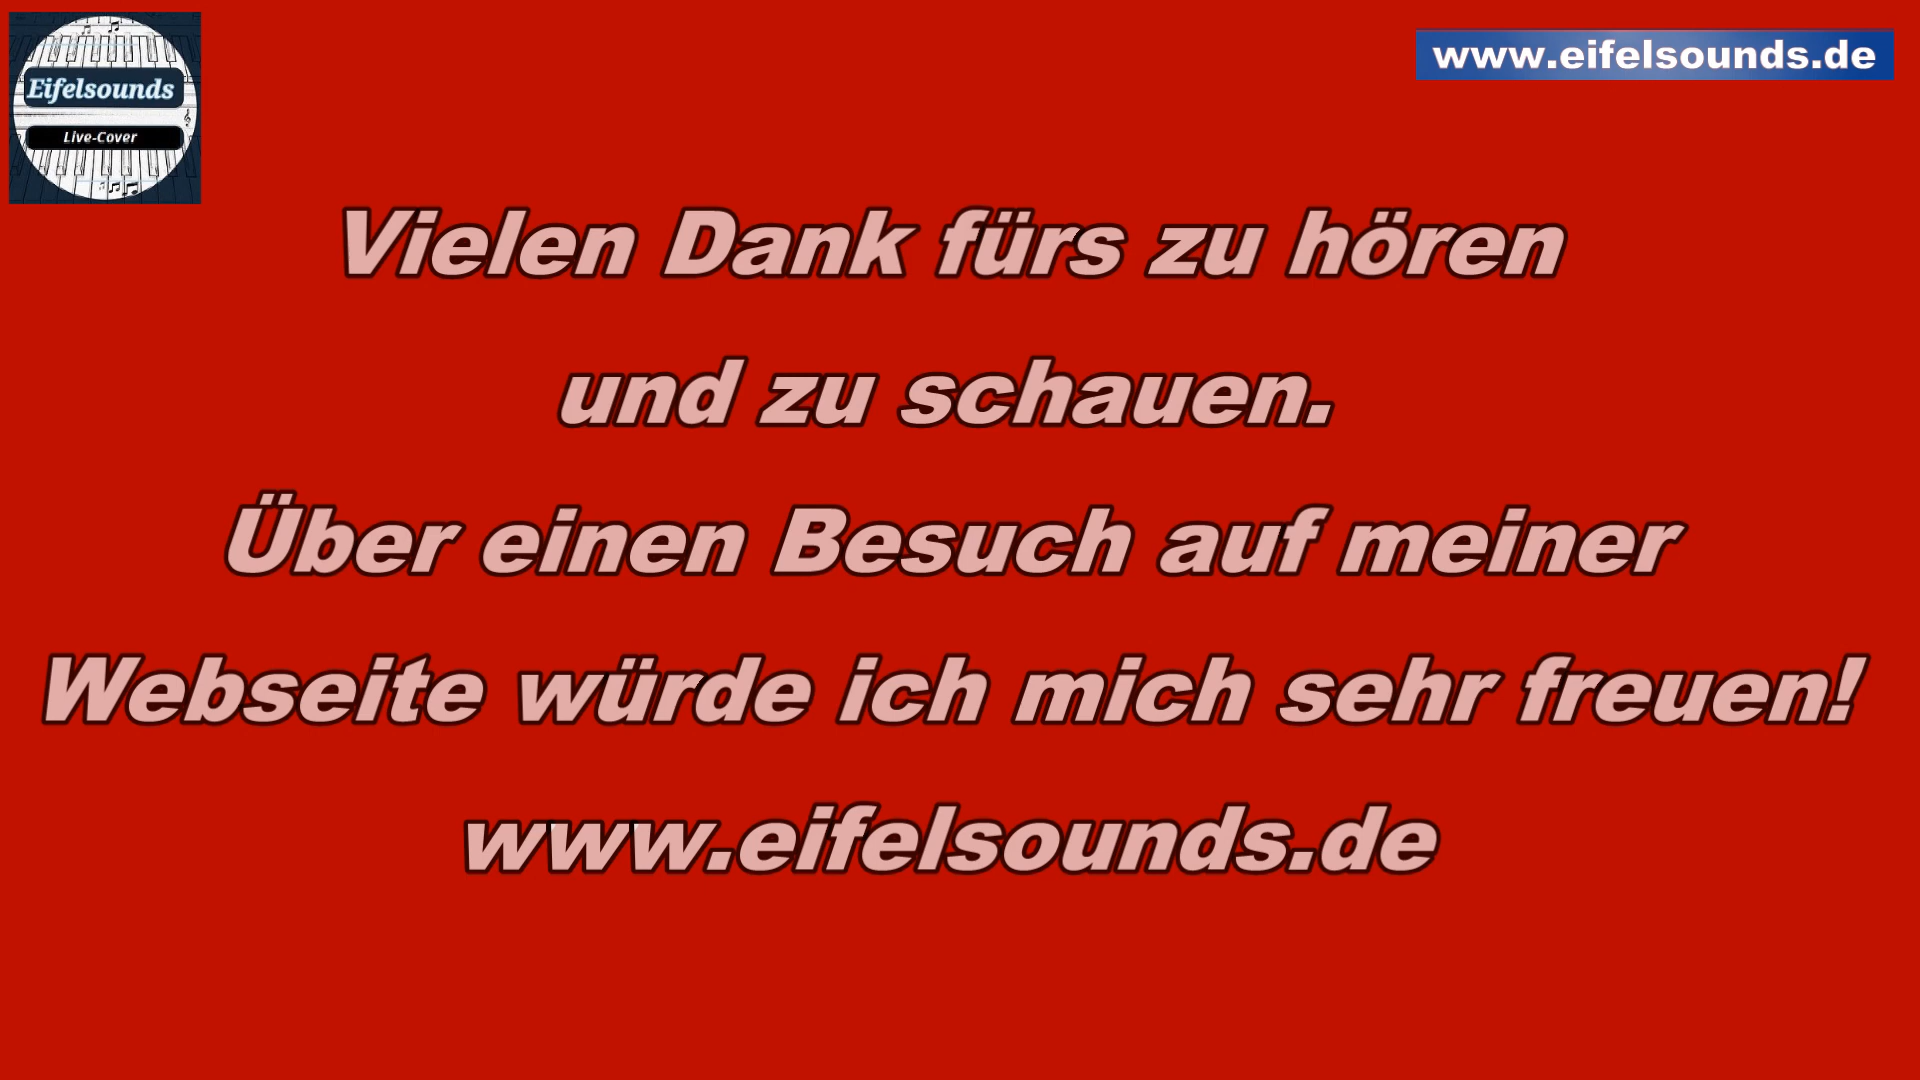 Eifelsounds
Live-Cover
www.eifelsounds.de
Vielen Dank fürs zu hören
und zu schauen.
Über einen Besuch auf meiner
Webseite würde ich mich sehr freuen!
www.eifelsounds.de